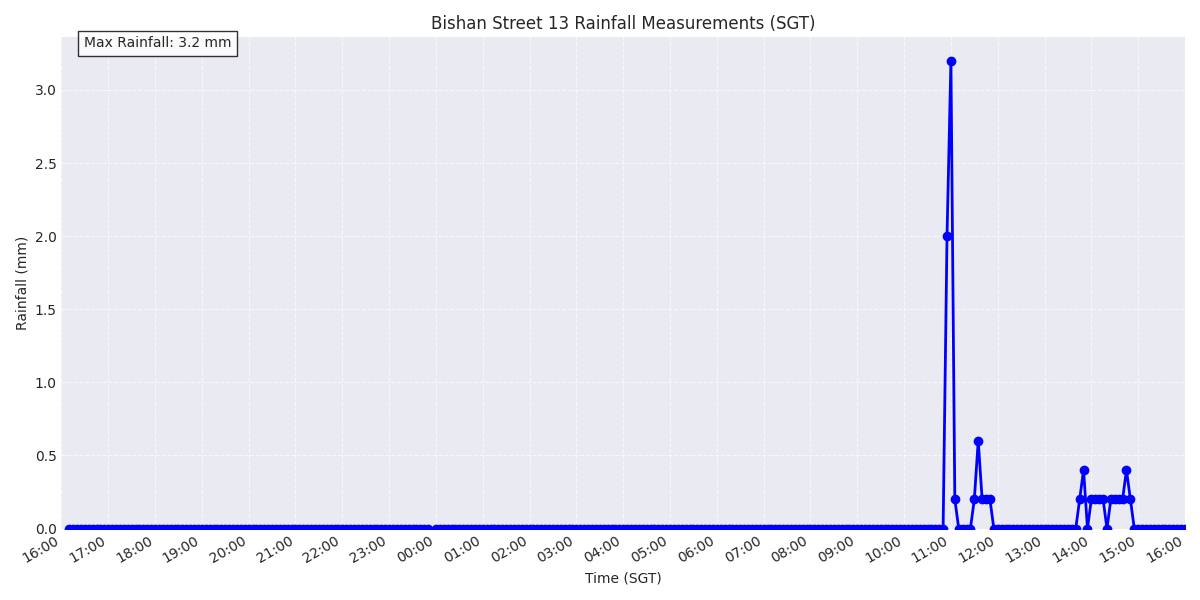 Bishan Street 13 Rainfall Measurements (SGT)
Max Rainfall: 3.2 mm
Rainfall (mm)
3.0
2.5
2.0
1.5
1.0
0.5
0.0
16:00 17:00 18:00 19:00 20:00 21:00 22:00 23:00 00:00 01:00 02:00 03:00 04:00 05:00 06:00 07:00 08:00 09:00 10:00 11:00 12:00 13:00 14:00 15:00 16:00
Time (SGT)